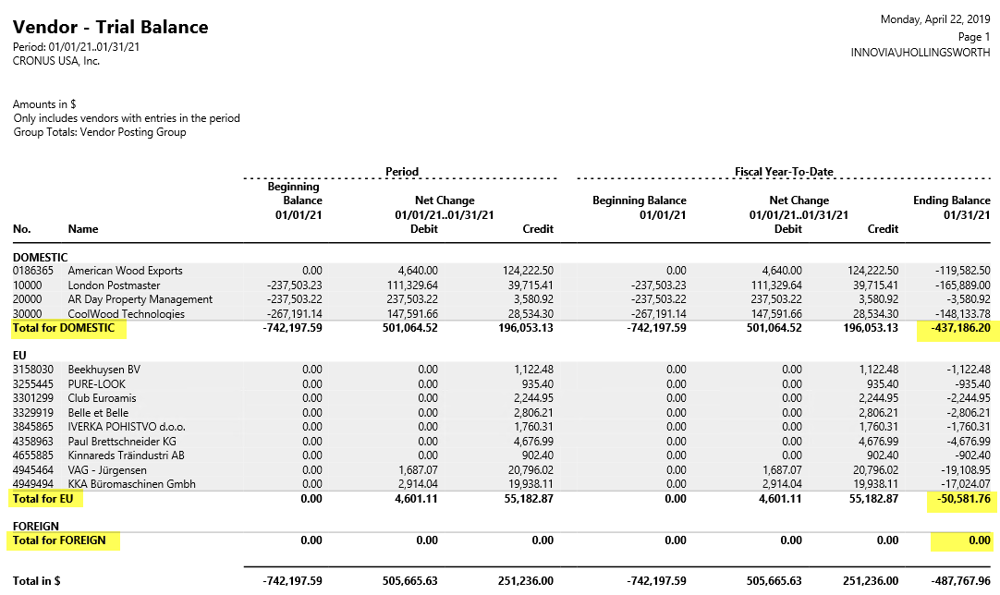 Vendor - Trial Balance
Monday, April 22, 2019
Period: 01/01/21..01/31/21
Page 1
CRONUS USA, Inc.
INNOVIA\JHOLLINGSWORTH
Amounts in $
Only includes vendors with entries in the period
Group Totals: Vendor Posting Group
Period Fiscal Year-To-Date
Beginning
Balance Net Change Beginning Balance Net Change Ending Balance
01/01/21 01/01/21..01/31/21 01/01/21 01/01/21..01/31/21 01/31/21
No. Name Debit Credit Debit Credit
DOMESTIC
0186365 American Wood Exports 0.00 4,640.00 124,222.50 0.00 4,640.00 124,222.50 -119,582.50
10000 London Postmaster -237,503.23 111,329.64 39,715.41 -237,503.23 111,329.64 39,715.41 -165,889.00
20000 AR Day Property Management -237,503.22 237,503.22 3,580.92 -237,503.22 237,503.22 3,580.92 -3,580.92
30000 CoolWood Technologies -267,191.14 147,591.66 28,534.30 -267,191.14 147,591.66 28,534.30 -148,133.78
Total for DOMESTIC -742,197.59 501,064.52 196,053.13 -742,197.59 501,064.52 196,053.13 -437,186.20
EU
3158030 Beekhuysen BV 0.00 0.00 1,122.48 0.00 0.00 1,122.48 -1,122.48
3255445 PURE-LOOK 0.00 0.00 935.40 0.00 0.00 935.40 -935.40
3301299 Club Euroamis 0.00 0.00 2,244.95 0.00 0.00 2,244.95 -2,244.95
3329919 Belle et Belle 0.00 0.00 2,806.21 0.00 0.00 2,806.21 -2,806.21
3845865 IVERKA POHISTVO d.o.o. 0.00 0.00 1,760.31 0.00 0.00 1,760.31 -1,760.31
4358963 Paul Brettschneider KG 0.00 0.00 4,676.99 0.00 0.00 4,676.99 -4,676.99
4655885 Kinnareds Träindustri AB 0.00 0.00 902.40 0.00 0.00 902.40 -902.40
4945464 VAG - Jürgensen 0.00 1,687.07 20,796.02 0.00 1,687.07 20,796.02 -19,108.95
4949494 KKA Büromaschinen Gmbh 0.00 2,914.04 19,938.11 0.00 2,914.04 19,938.11 -17,024.07
Total for EU 0.00 4,601.11 55,182.87 0.00 4,601.11 55,182.87 -50,581.76
FOREIGN
Total for FOREIGN 0.00 0.00 0.00 0.00 0.00 0.00 0.00
Total in $ -742,197.59 505,665.63 251,236.00 -742,197.59 505,665.63 251,236.00 -487,767.96